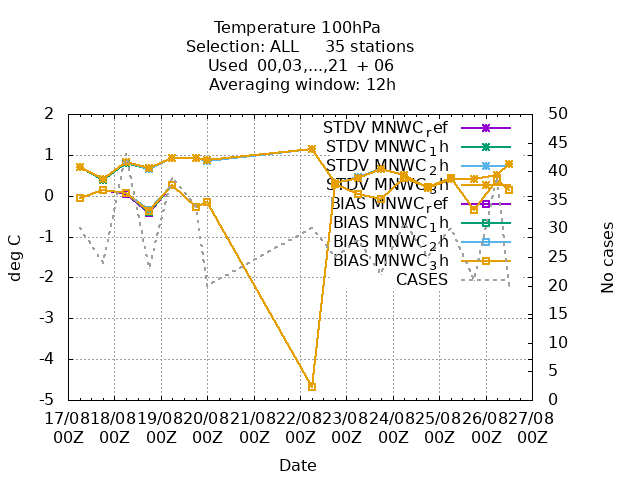 Temperature 100hPa
Selection: ALL 35 stations
Used 00,03,...,21 + 06
Averaging window: 12h
2
1
0
-1
-2
-3
-4
-5
deg C
50
45
40
35
30
25
20
15
10
5
0
No cases
STDV MNWC_ref
STDV MNWC_1h
STDV MNWC_2h
STDV MNWC_3h
BIAS MNWC_ref
BIAS MNWC_1h
BIAS MNWC_2h
BIAS MNWC_3h
CASES
17/08 18/08 19/08 20/08 21/08 22/08 23/08 24/08 25/08 26/08 27/08
00Z 00Z 00Z 00Z 00Z 00Z 00Z 00Z 00Z 00Z 00Z
Date